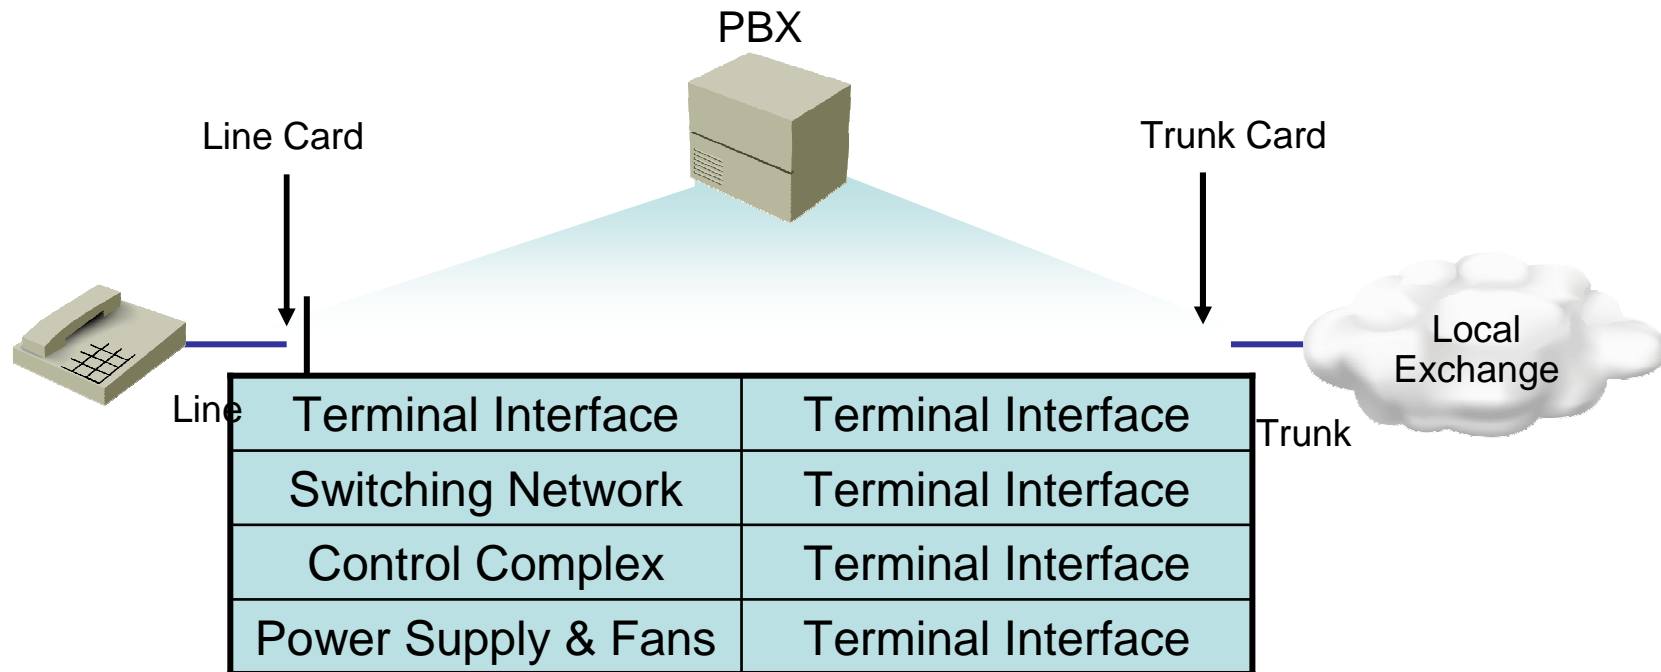 PBX
Line Card
Trunk Card
Local
Exchange
Line
Terminal Interface
Terminal Interface
Trunk
Switching Network
Terminal Interface
Control Complex
Terminal Interface
Power Supply & Fans
Terminal Interface